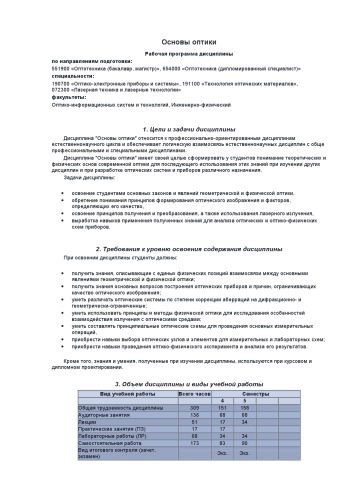 Основы оптики
Рабочая программа дисциплины
по направлениям подготовки:
551900 «Оптотехника (бакалавр, магистр)», 654000 «Оптотехника (дипломированный специалист)»
специальности:
190700 «Оптико-электронные приборы и системы», 191100 «Технология оптических материалов»,
072300 «Лазерная техника и лазерные технологии»
факультеты:
Оптико-информационных систем и технологий, Инженерно-физический
1. Цели и задачи дисциплины
Дисциплина "Основы оптики" относится к профессионально-ориентированным дисциплинам
естественнонаучного цикла и обеспечивает логическую взаимосвязь естественнонаучных дисциплин с обще
профессиональными и специальными дисциплинами.
Дисциплина "Основы оптики" имеет своей целью сформировать у студентов понимание теоретических и
физических основ современной оптики для последующего использования этих знаний при изучении других
дисциплин и при разработке оптических систем и приборов различного назначения.
Задачи дисциплины:
• освоение студентами основных законов и явлений геометрической и физической оптики,
• обретение понимания принципов формирования оптического изображения и факторов,
определяющих его качество,
• освоение принципов получения и преобразования, а также использования лазерного излучения,
• выработка навыков применения полученных знаний для анализа оптических и оптико-физических
схем приборов.
2. Требования к уровню освоения содержания дисциплины
При освоении дисциплины студенты должны:
• получить знания, описывающие с единых физических позиций взаимосвязи между основными
явлениями геометрической и физической оптики;
• получить знания основных вопросов построения оптических приборов и причин, ограничивающих
качество оптического изображения;
• уметь различать оптические системы по степени коррекции аберраций на дифракционно- и
геометрически-ограниченные;
• уметь использовать принципы и методы физической оптики для исследования особенностей
взаимодействия излучения с оптическими средами;
• уметь составлять принципиальные оптические схемы для проведения основных измерительных
операций,
• приобрести навыки выбора оптических узлов и элементов для измерительных и лабораторных схем;
• приобрести навыки проведения оптико-физического эксперимента и анализа его результатов.
Кроме того, знания и умения, полученные при изучении дисциплины, используются при курсовом и
дипломном проектировании.
3. Объем дисциплины и виды учебной работы
Вид учебной работы Всего часов Семестры
4 5
Общая трудоемкость дисциплины 309 151 158
Аудиторные занятия 136 68 68
Лекции 51 17 34
Практические занятия (ПЗ) 17 17
Лабораторные работы (ЛР) 68 34 34
Самостоятельная работа 173 83 90
Вид итогового контроля (зачет,
экзамен) Экз. Экз.